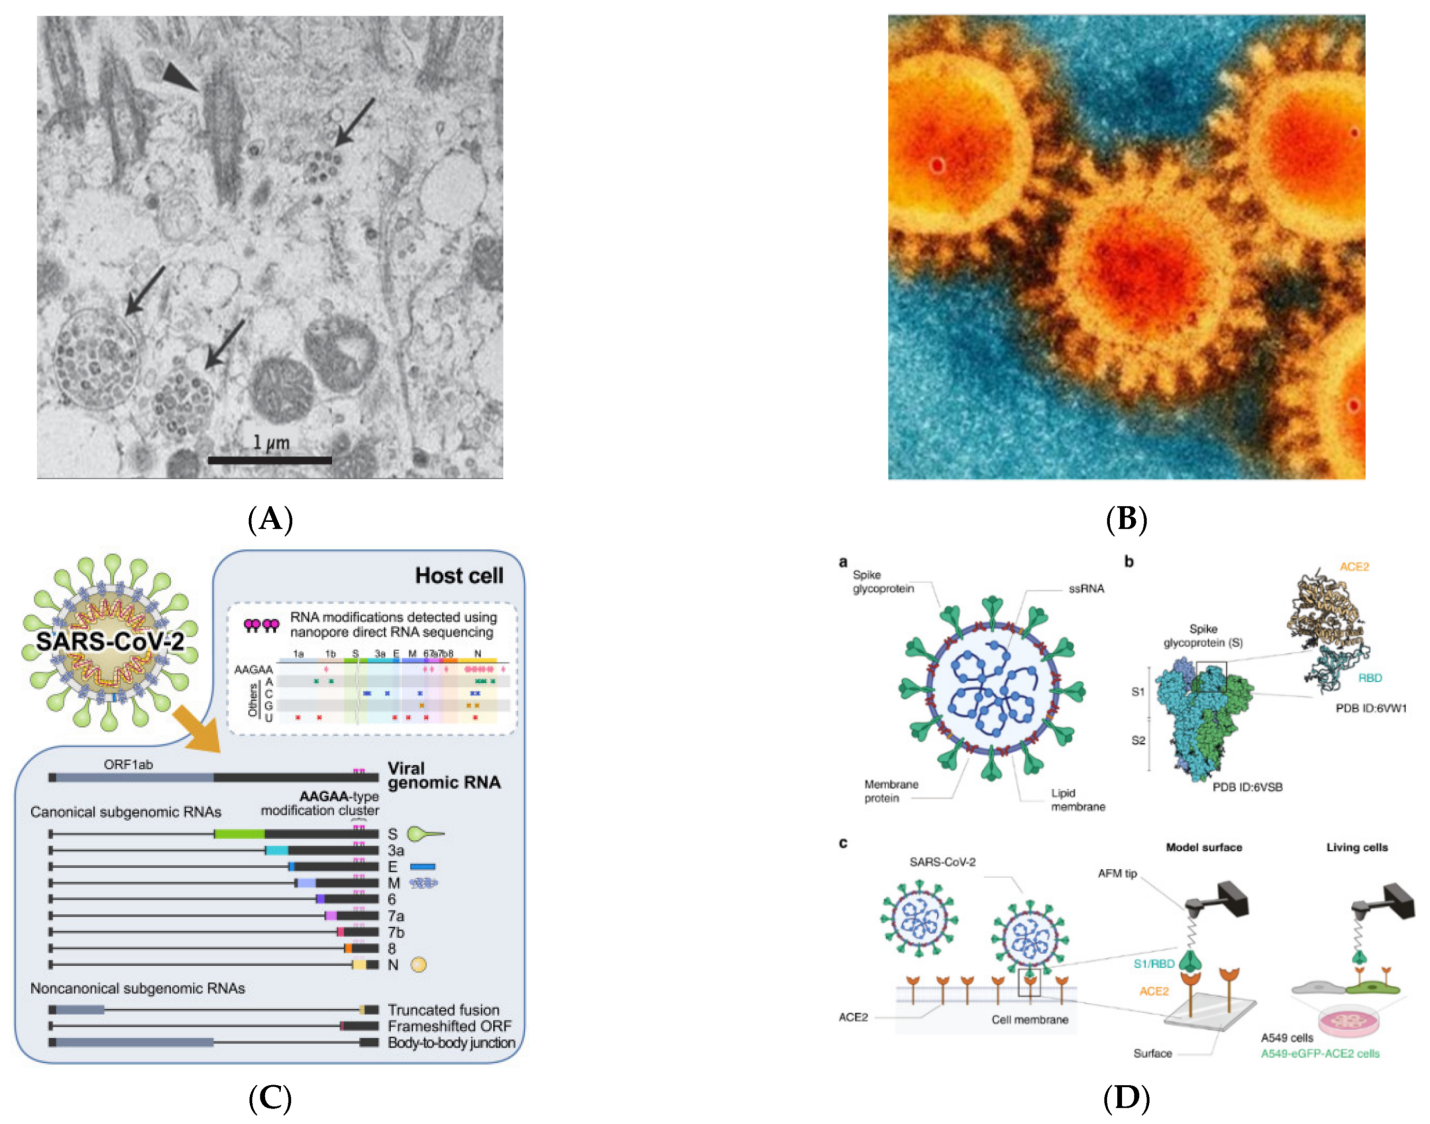 1 µm
(A)
(B)
SARS-CoV-2
Host cell
RNA modifications detected using
nanopore direct RNA sequencing
1a 1b S 3a E M 67a7b8 N
AAGAA
Others
A
C
G
U
ORF1ab
Viral
genomic RNA
AAGAA-type
modification cluster
Canonical subgenomic RNAs
S
3a
E
M
6
7a
7b
8
N
Noncanonical subgenomic RNAs
Truncated fusion
Frameshifted ORF
Body-to-body junction
(C)
a
Spike
glycoprotein
ssRNA
Membrane
protein
Lipid
membrane
b
ACE2
Spike
glycoprotein (S)
RBD
S1
S2
PDB ID:6VW1
PDB ID:6VSB
c
SARS-CoV-2
ACE2
Cell membrane
Model surface
AFM tip
S1/RBD
ACE2
Surface
Living cells
A549 cells
A549-eGFP-ACE2 cells
(D)